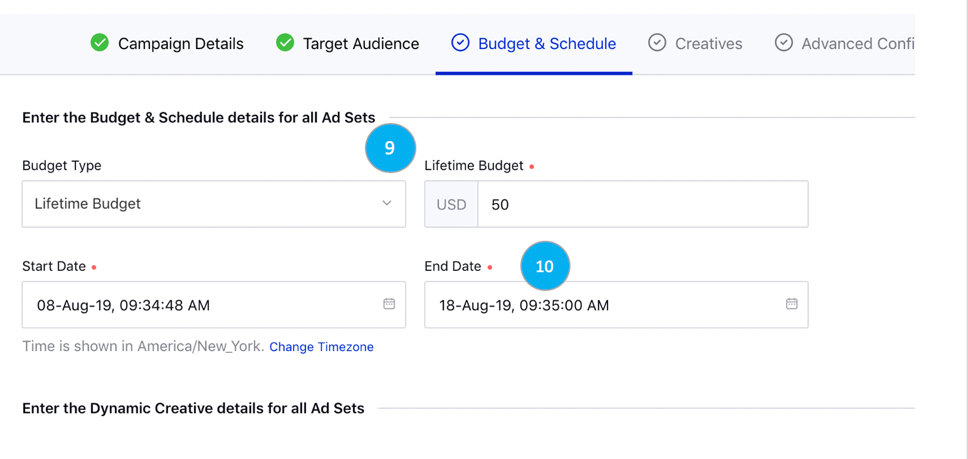 Campaign Details Target Audience Budget & Schedule Creatives Advanced Confi
Enter the Budget & Schedule details for all Ad Sets
9
Budget Type
Lifetime Budget
Lifetime Budget
USD 50
Start Date
08-Aug-19, 09:34:48 AM
End Date
10
18-Aug-19, 09:35:00 AM
Time is shown in America/New_York. Change Timezone
Enter the Dynamic Creative details for all Ad Sets